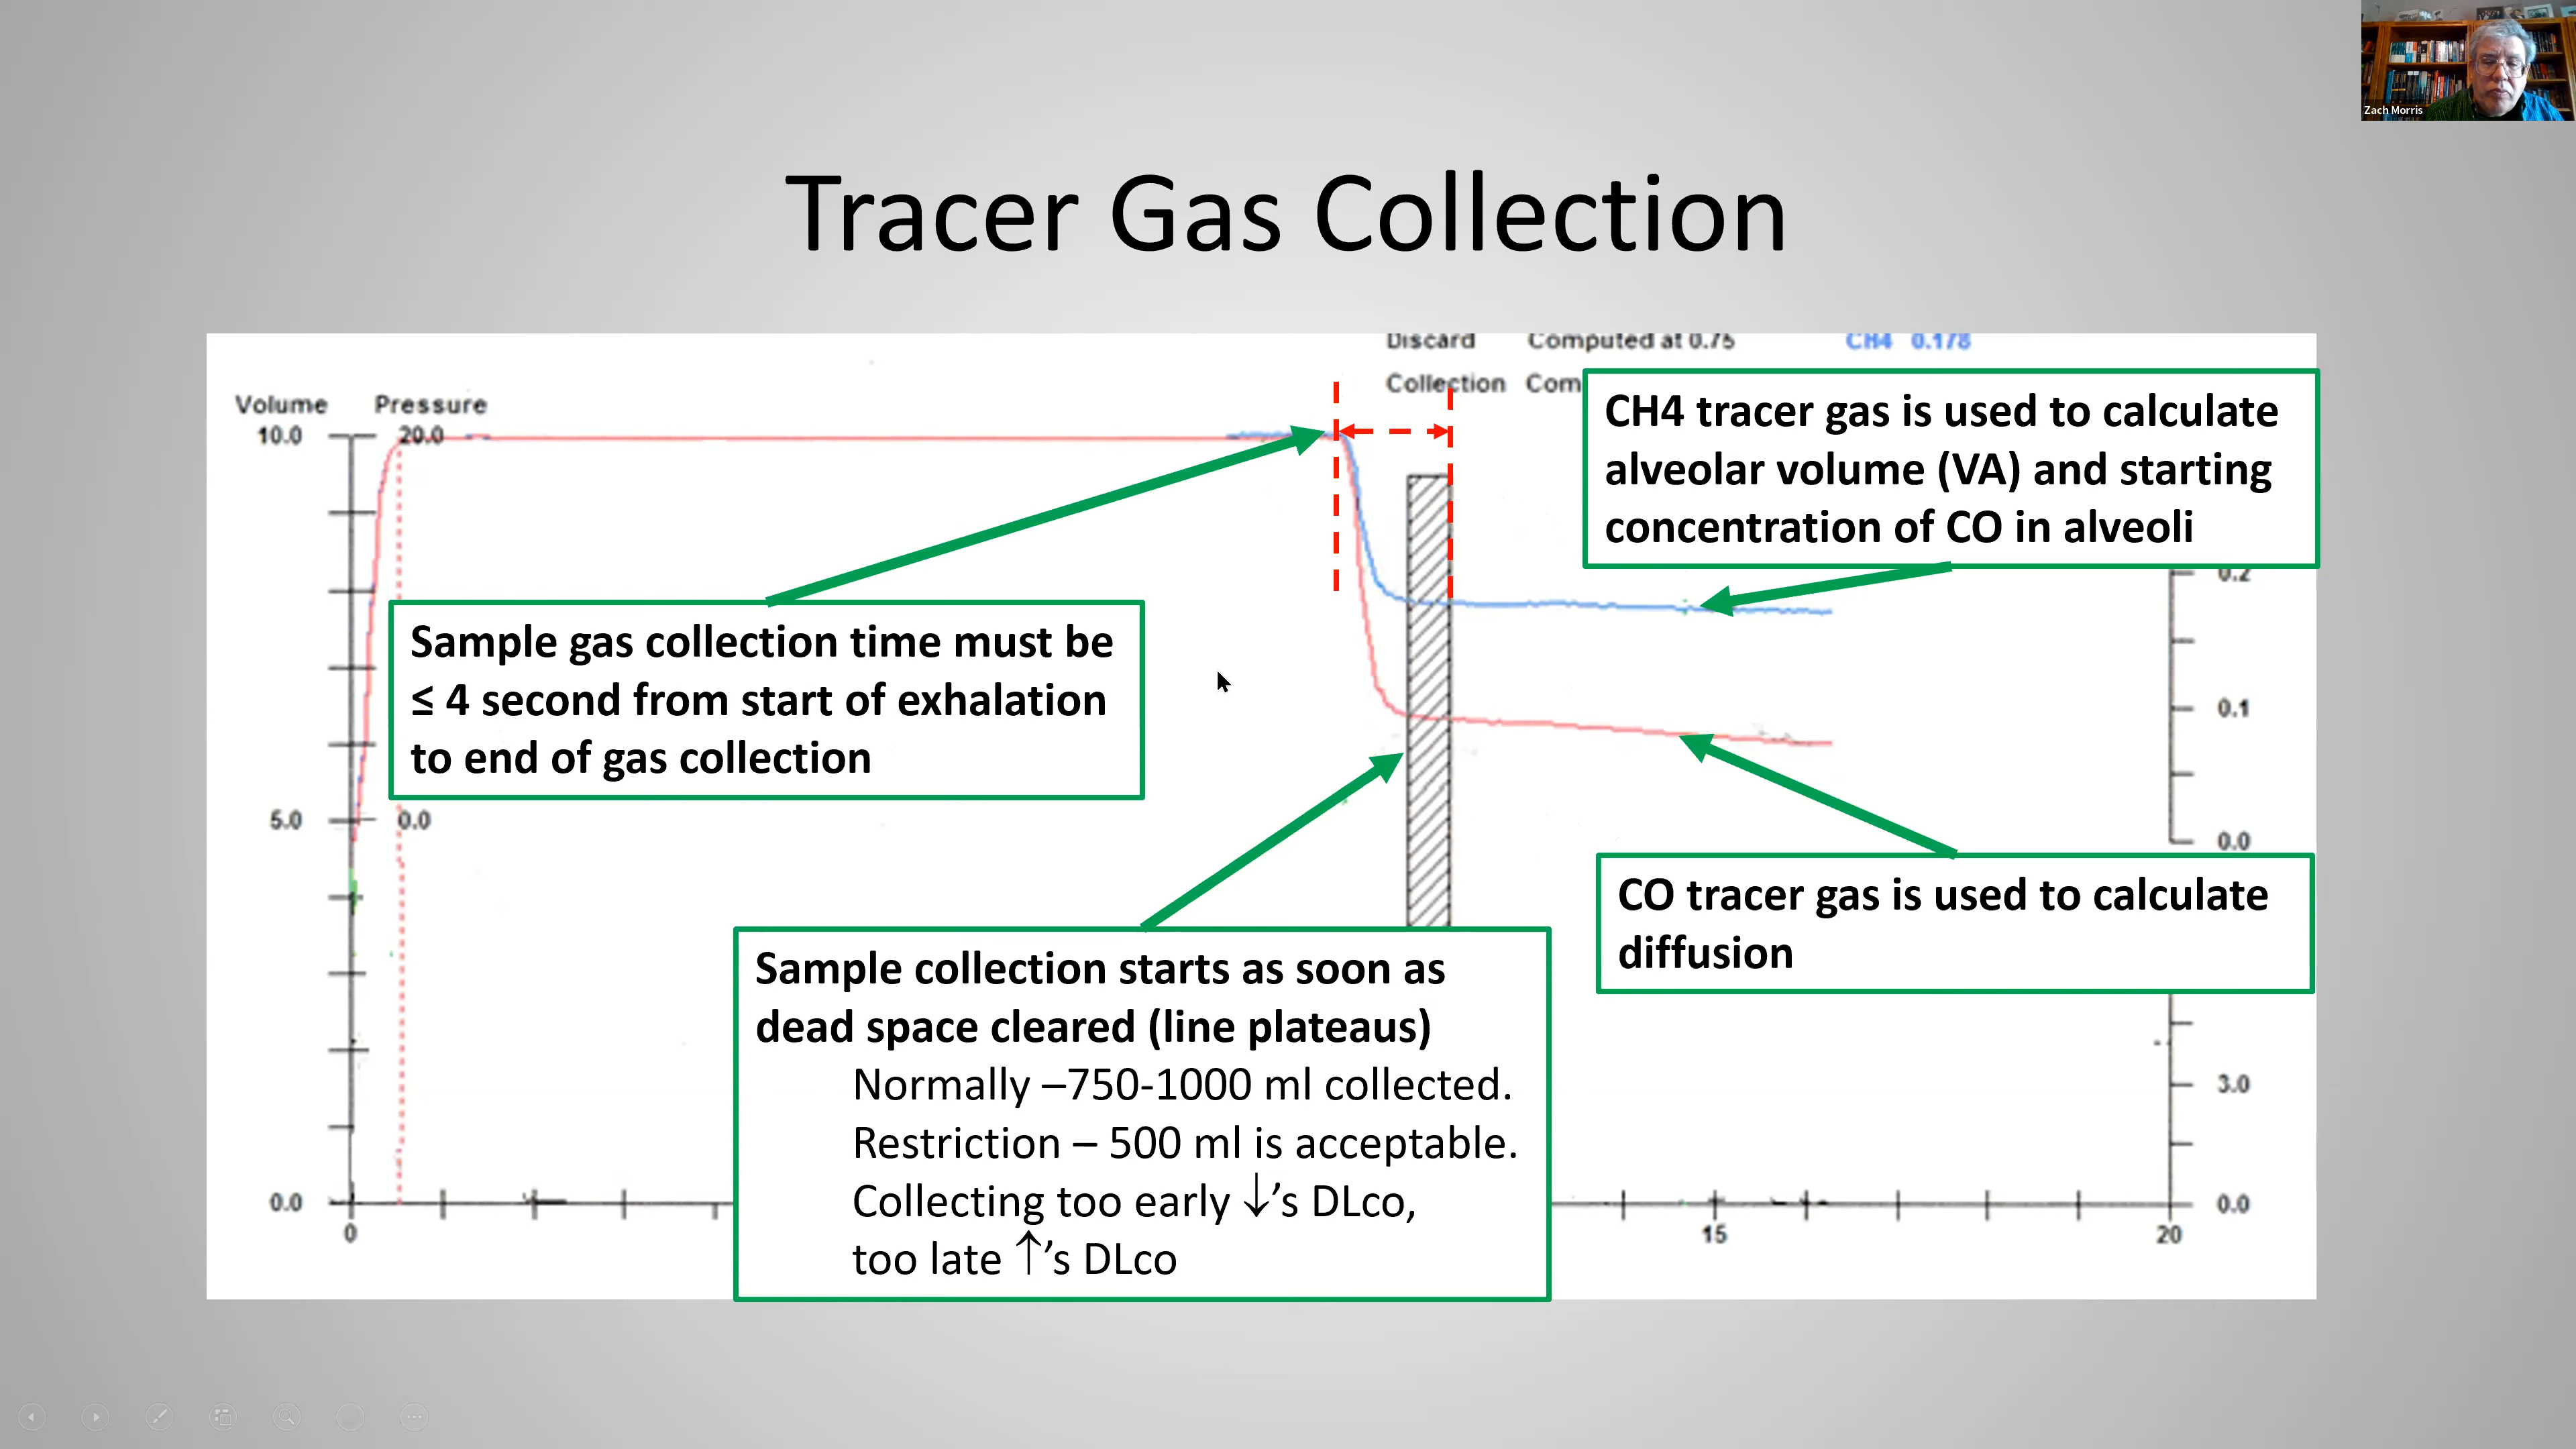 Zach Morris
Tracer Gas Collection
Discard Computed at 0.75 CH4 0.178
Collection Com
Volume Pressure
10.0 20.0
CH4 tracer gas is used to calculate
alveolar volume (VA) and starting
concentration of CO in alveoli
0.2
Sample gas collection time must be
≤ 4 second from start of exhalation
to end of gas collection
0.1
5.0 0.0
0.0
CO tracer gas is used to calculate
diffusion
Sample collection starts as soon as
dead space cleared (line plateaus)
Normally –750-1000 ml collected.
Restriction – 500 ml is acceptable.
Collecting too early ↓'s DLco,
too late ↑'s DLco
3.0
0.0 0.0
0 15 20